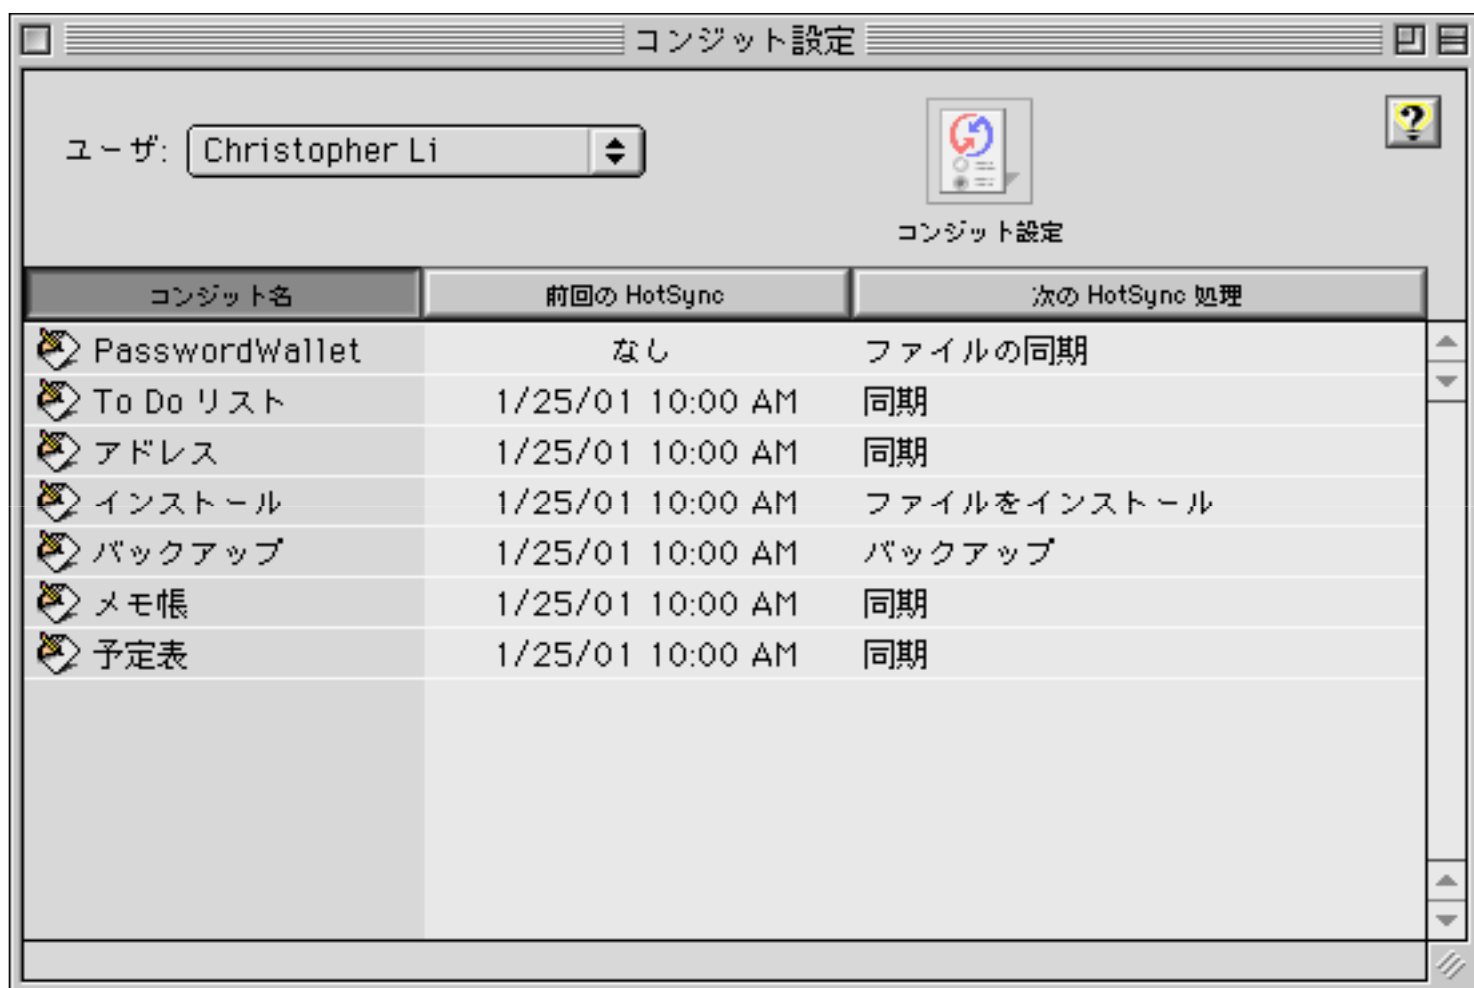 コンジット設定
ユーザ: Christopher Li
コンジット設定
コンジット名 前回の HotSync 次の HotSync 処理
PasswordWallet なし ファイルの同期
To Do リスト 1/25/01 10:00 AM 同期
アドレス 1/25/01 10:00 AM 同期
インストール 1/25/01 10:00 AM ファイルをインストール
バックアップ 1/25/01 10:00 AM バックアップ
メモ帳 1/25/01 10:00 AM 同期
予定表 1/25/01 10:00 AM 同期